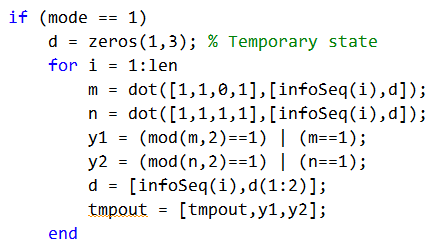 if (mode == 1)
d = zeros(1,3); % Temporary state
for i = 1:len
m = dot([1,1,0,1],[infoSeq(i),d]);
n = dot([1,1,1,1],[infoSeq(i),d]);
y1 = (mod(m,2)==1) | (m==1);
y2 = (mod(n,2)==1) | (n==1);
d = [infoSeq(i),d(1:2)];
tmpout = [tmpout,y1,y2];
end